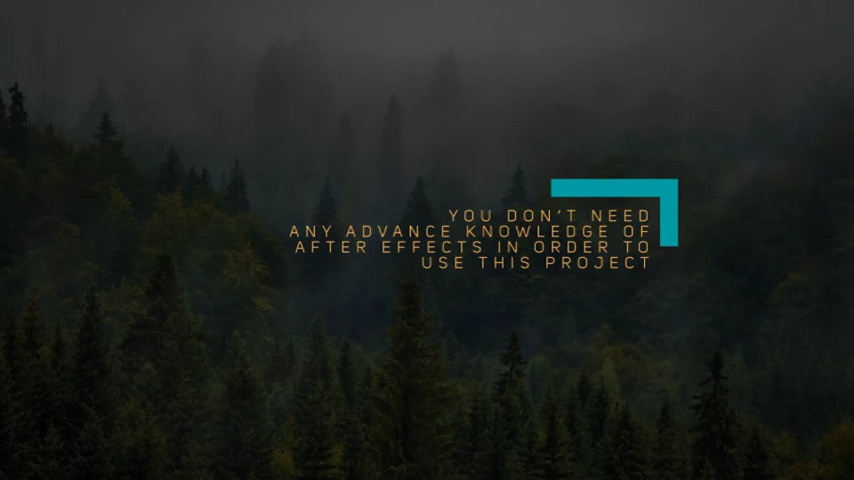 YOU DON'T NEED
ANY ADVANCE KNOWLEDGE OF
AFTER EFFECTS IN ORDER TO
USE THIS PROJECT